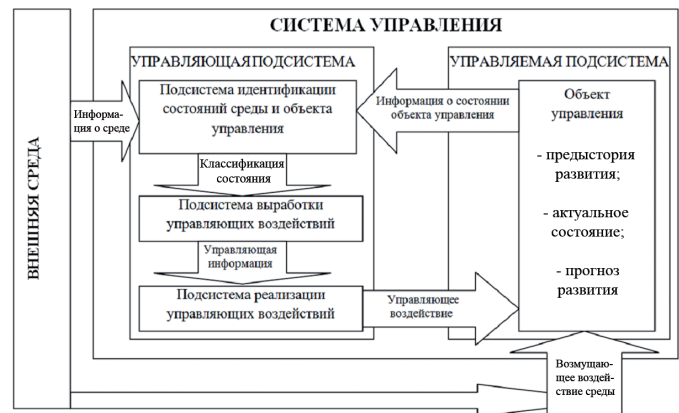 СИСТЕМА УПРАВЛЕНИЯ
УПРАВЛЯЮЩАЯ ПОДСИСТЕМА
УПРАВЛЯЕМАЯ ПОДСИСТЕМА
ВНЕШНЯЯ СРЕДА
Информа-
ция о среде
Подсистема идентификации
состояний среды и объекта
управления
Информация о состоянии
объекта управления
Объект
управления
- предыстория
развития;
- актуальное
состояние;
- прогноз
развития
Классификация
состояния
Подсистема выработки
управляющих воздействий
Управляющая
информация
Подсистема реализации
управляющих воздействий
Управляющее
воздействие
Возмущаю-
щее воздей-
ствие среды